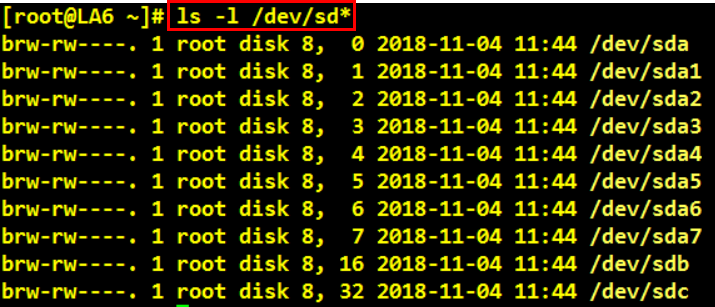 [root@LA6 ~]# ls -l /dev/sd*
brw-rw----. 1 root disk 8,  0 2018-11-04 11:44 /dev/sda
brw-rw----. 1 root disk 8,  1 2018-11-04 11:44 /dev/sda1
brw-rw----. 1 root disk 8,  2 2018-11-04 11:44 /dev/sda2
brw-rw----. 1 root disk 8,  3 2018-11-04 11:44 /dev/sda3
brw-rw----. 1 root disk 8,  4 2018-11-04 11:44 /dev/sda4
brw-rw----. 1 root disk 8,  5 2018-11-04 11:44 /dev/sda5
brw-rw----. 1 root disk 8,  6 2018-11-04 11:44 /dev/sda6
brw-rw----. 1 root disk 8,  7 2018-11-04 11:44 /dev/sda7
brw-rw----. 1 root disk 8, 16 2018-11-04 11:44 /dev/sdb
brw-rw----. 1 root disk 8, 32 2018-11-04 11:44 /dev/sdc